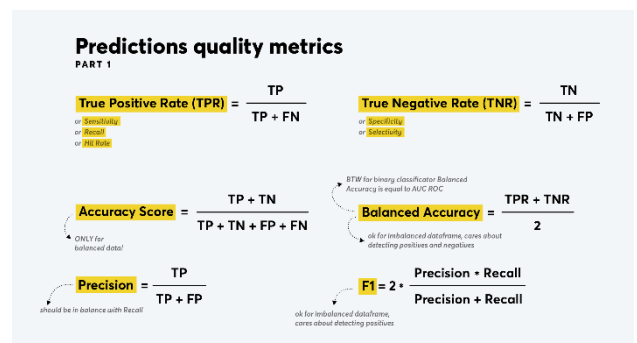 Predictions quality metrics
PART 1
True Positive Rate (TPR) = TP / TP + FN
or Sensitivity
or Recall
or Hit Rate
True Negative Rate (TNR) = TN / TN + FP
or Specificity
or Selectivity
Accuracy Score = TP + TN / TP + TN + FP + FN
ONLY for
balanced data!
BTW for binary classificator Balanced
Accuracy is equal to AUC ROC
Balanced Accuracy = TPR + TNR / 2
ok for imbalanced dataframe, cares about
detecting positives and negatives
Precision = TP / TP + FP
should be in balance with Recall
F1 = 2 * Precision * Recall / Precision + Recall
ok for imbalanced dataframe,
cares about detecting positives